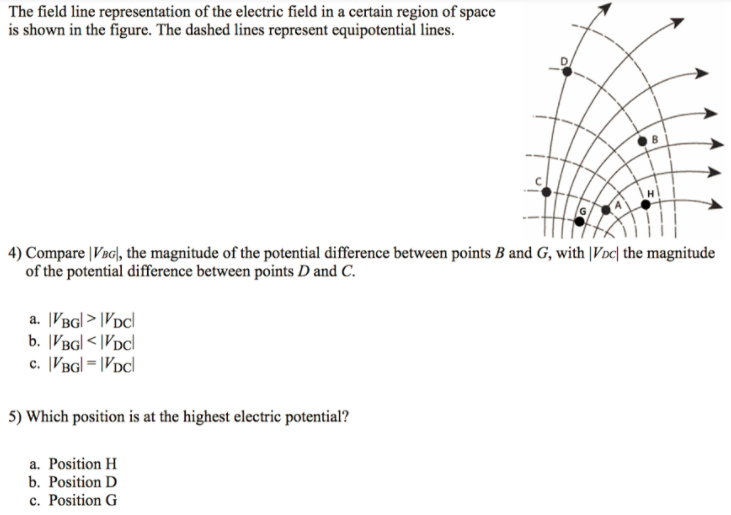 The field line representation of the electric field in a certain region of space
is shown in the figure. The dashed lines represent equipotential lines.
D
B
C
H
G
A
4) Compare |VBG|, the magnitude of the potential difference between points B and G, with |VDC| the magnitude
of the potential difference between points D and C.
a. |VBG| > |VDC|
b. |VBG| < |VDC|
c. |VBG| = |VDC|
5) Which position is at the highest electric potential?
a. Position H
b. Position D
c. Position G